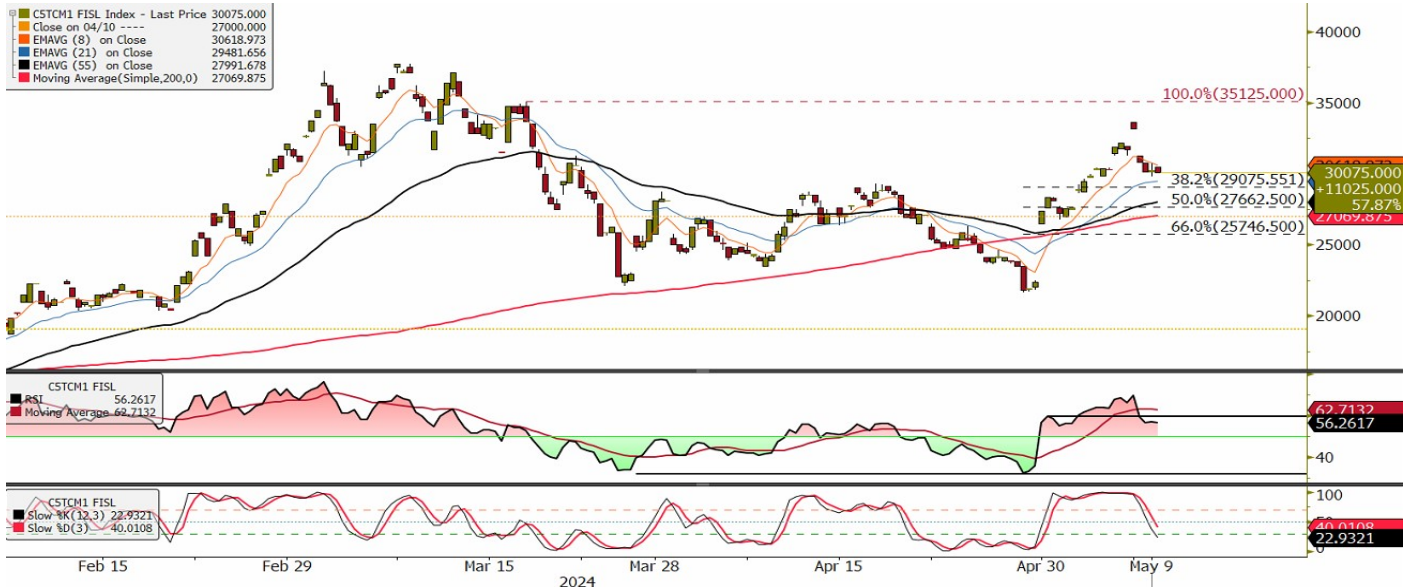 C5TCM1 FISL Index - Last Price 30075.000
Close on 04/10 ---- 27000.000
EMAVG (8) on Close 30618.973
EMAVG (21) on Close 29481.656
EMAVG (55) on Close 27991.678
Moving Average(Simple,200,0) 27069.875
40000
35000
25000
20000
100.0%(35125.000)
38.2%(29075.551)
50.0%(27662.500)
66.0%(25746.500)
30075.000
+11025.000
57.87%
27069.875
C5TCM1 FISL
RSI 56.2617
Moving Average 62.7132
62.7132
56.2617
40
C5TCM1 FISL
Slow %K(12,3) 22.9321
Slow %D(3) 40.0108
100
40.0108
22.9321
0
Feb 15
Feb 29
Mar 15
Mar 28
Apr 15
Apr 30
May 9
2024